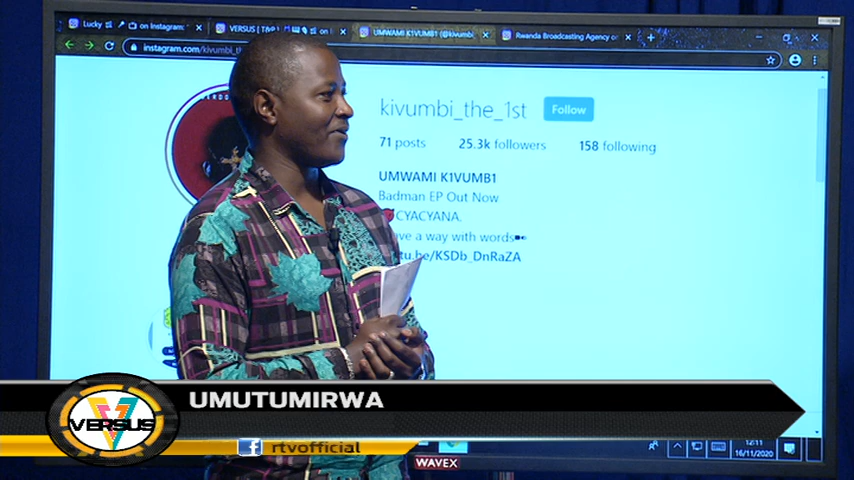 Lucky
on Instagram:
VERSUS | T&P | on In
UMWAMI K1VUMB1 (@kivumbi_
Rwanda Broadcasting Agency o
instagram.com/kivumbi_th
kivumbi_the_1st
Follow
71 posts
25.3k followers
158 following
UMWAMI K1VUMB1
Badman EP Out Now
CYACYANA.
a way with words
tu.be/KSDb_DnRaZA
UMUTUMIRWA
VERSUS
rtvofficial
12:11
16/11/2020
WAVEX